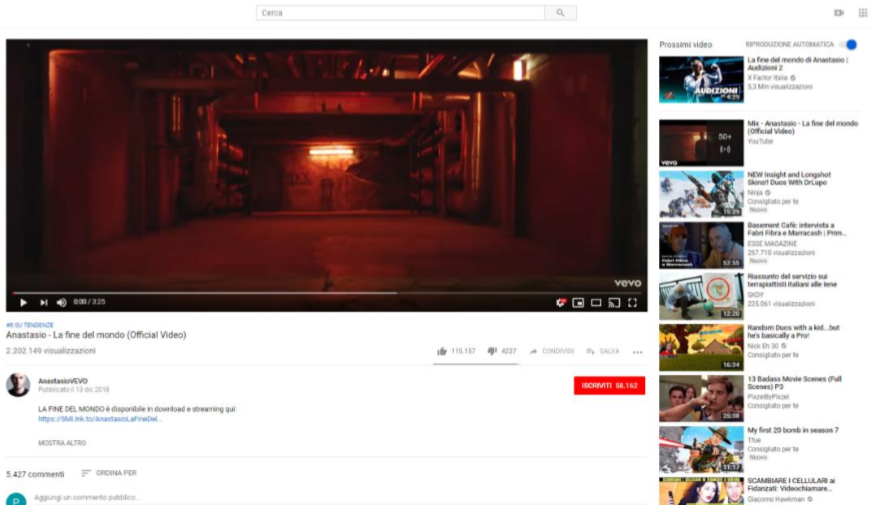 Cerca
vevo
0:00 / 3:25
#8 SU TENDENZE
Anastasio - La fine del mondo (Official Video)
2.202.149 visualizzazioni
115.157
4227
CONDIVIDI
SALVA
AnastasioVEVO
Pubblicato il 13 dic 2018
ISCRIVITI 58.162
LA FINE DEL MONDO è disponibile in download e streaming qui:
https://SMI.lnk.to/AnastasioLaFineDel...
MOSTRA ALTRO
5.427 commenti
ORDINA PER
P
Aggiungi un commento pubblico...
Prossimi video
RIPRODUZIONE AUTOMATICA
AUDIZIONI
4:29
La fine del mondo di Anastasio |
Audizioni 2
X Factor Italia
5,3 Mln visualizzazioni
50+
vevo
Mix - Anastasio - La fine del mondo
(Official Video)
YouTube
15:39
NEW Insight and Longshot
Skins!! Duos With DrLupo
Ninja
Consigliato per te
Nuovo
Fabri Fibra
e Marracash
52:55
Basement Café: intervista a
Fabri Fibra e Marracash | Prim...
ESSE MAGAZINE
267.710 visualizzazioni
Nuovo
12:20
Riassunto del servizio sui
terrapiattisti italiani alle Iene
225.061 visualizzazioni
16:34
Random Duos with a kid...but
he's basically a Pro!
Nick Eh 30
Consigliato per te
25:58
13 Badass Movie Scenes (Full
Scenes) P3
PixelByPixel
Consigliato per te
11:17
My first 20 bomb in season 7
Tfue
Consigliato per te
Nuovo
SCAMBIARE I CELLULARI ai
Fidanzati: Videochiamare...
Giacomo Hawkman